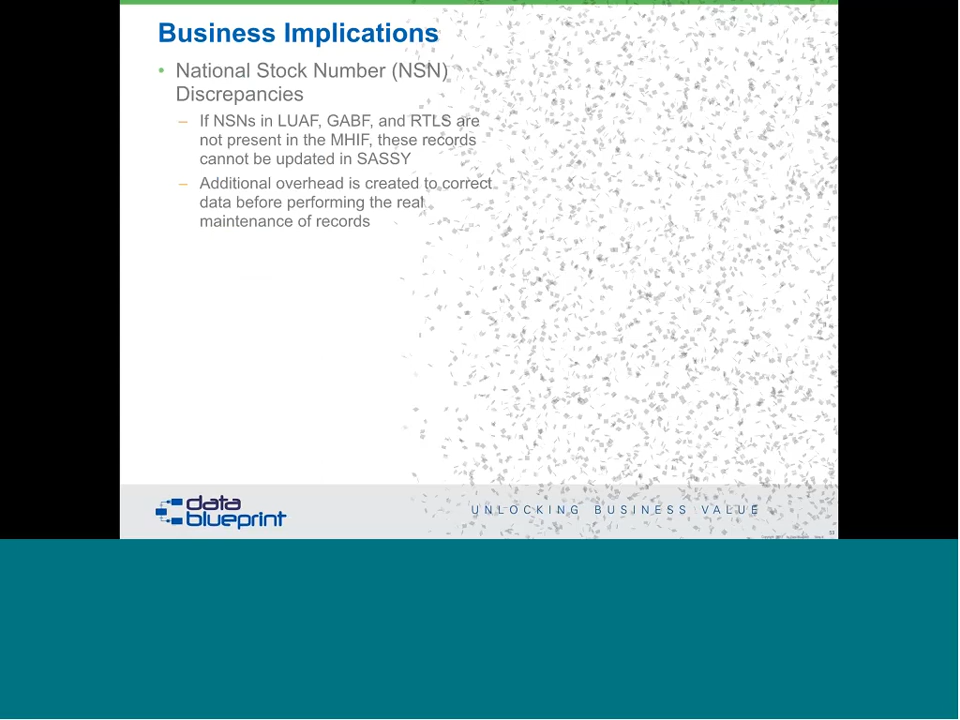 Business Implications
• National Stock Number (NSN)
Discrepancies
– If NSNs in LUAF, GABF, and RTLS are
not present in the MHIF, these records
cannot be updated in SASSY
– Additional overhead is created to correct
data before performing the real
maintenance of records
data
blueprint
UNLOCKING BUSINESS VALUE